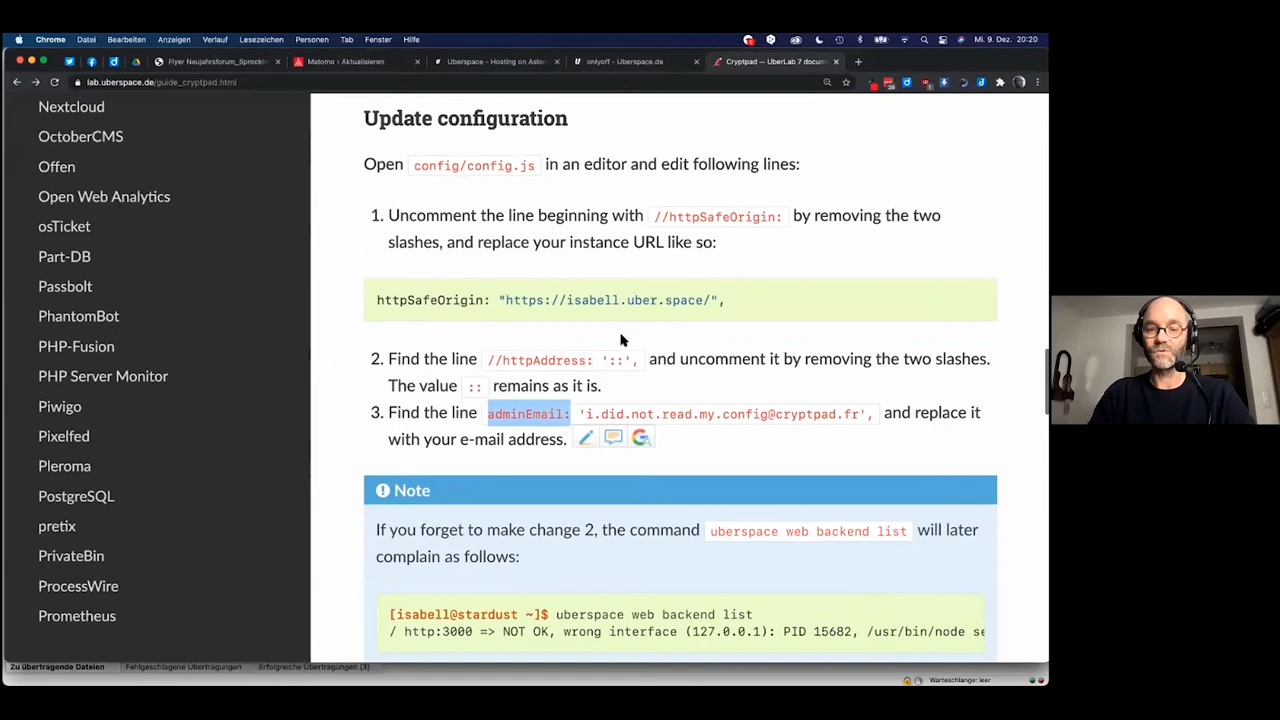 Chrome Datei Bearbeiten Anzeigen Verlauf Lesezeichen Personen Tab Fenster Hilfe Mi. 9. Dez. 20:20
Flyer Neujahrsforum_Sprockh Matomo › Aktualisieren Uberspace – Hosting on Aster onlyoff – Uberspace.de Cryptpad — UberLab 7 docum
lab.uberspace.de/guide_cryptpad.html
Nextcloud
OctoberCMS
Offen
Open Web Analytics
osTicket
Part-DB
Passbolt
PhantomBot
PHP-Fusion
PHP Server Monitor
Piwigo
Pixelfed
Pleroma
PostgreSQL
pretix
PrivateBin
ProcessWire
Prometheus
Update configuration
Open config/config.js in an editor and edit following lines:
1. Uncomment the line beginning with //httpSafeOrigin: by removing the two
slashes, and replace your instance URL like so:
httpSafeOrigin: "https://isabell.uber.space/",
2. Find the line //httpAddress: '::', and uncomment it by removing the two slashes.
The value :: remains as it is.
3. Find the line adminEmail: 'i.did.not.read.my.config@cryptpad.fr', and replace it
with your e-mail address.
Note
If you forget to make change 2, the command uberspace web backend list will later
complain as follows:
[isabell@stardust ~]$ uberspace web backend list
/ http:3000 => NOT OK, wrong interface (127.0.0.1): PID 15682, /usr/bin/node se
Zu übertragende Dateien Fehlgeschlagene Übertragungen Erfolgreiche Übertragungen (3)
Warteschlange: leer